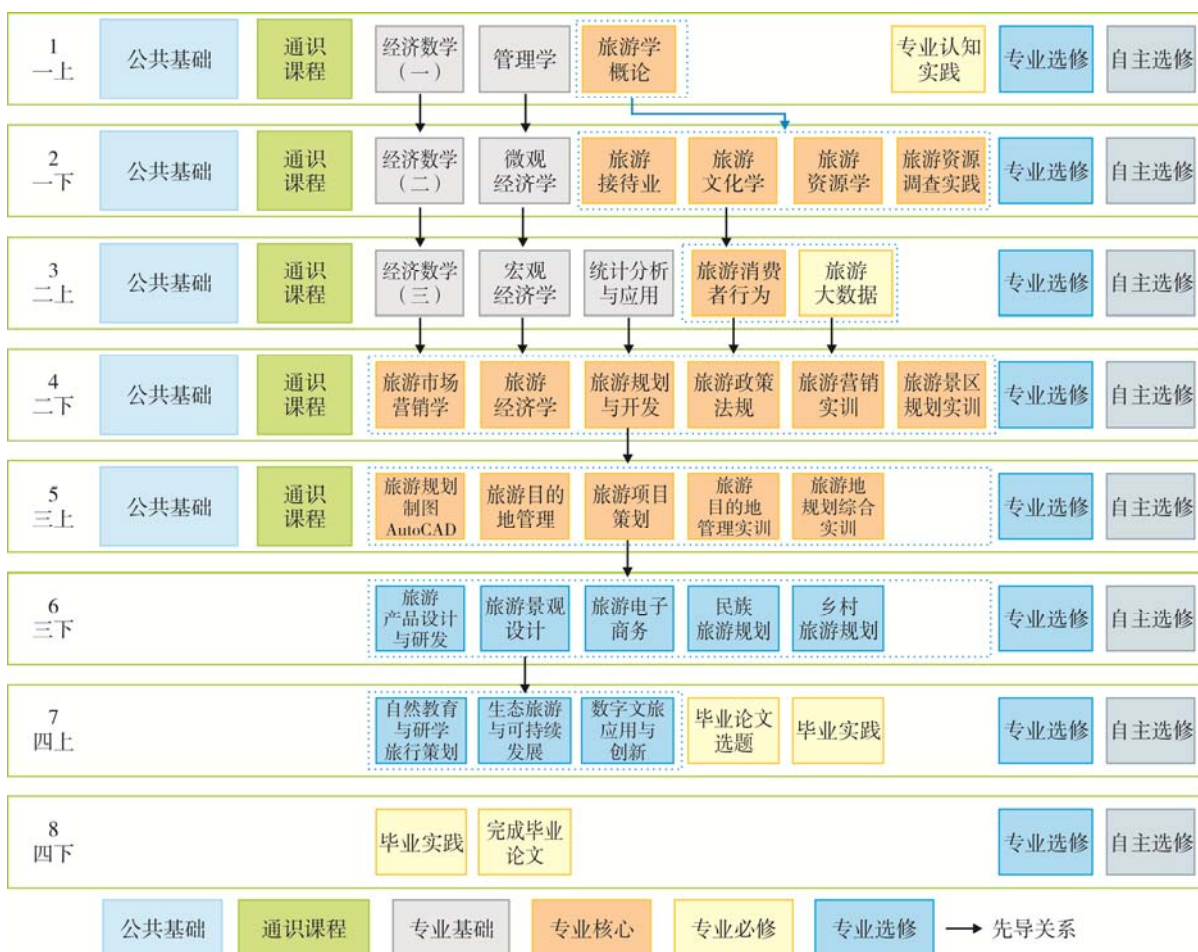 1
一上
公共基础
通识
课程
经济数学
（一）
管理学
旅游学
概论
专业认知
实践
专业选修
自主选修
2
一下
公共基础
通识
课程
经济数学
（二）
微观
经济学
旅游
接待业
旅游
文化学
旅游
资源学
旅游资源
调查实践
专业选修
自主选修
3
二上
公共基础
通识
课程
经济数学
（三）
宏观
经济学
统计分析
与应用
旅游消费
者行为
旅游
大数据
专业选修
自主选修
4
二下
公共基础
通识
课程
旅游市场
营销学
旅游
经济学
旅游规划
与开发
旅游政策
法规
旅游营销
实训
旅游景区
规划实训
专业选修
自主选修
5
三上
公共基础
通识
课程
旅游规划
制图
AutoCAD
旅游目的
地管理
旅游项目
策划
旅游
目的地
管理实训
旅游地
规划综合
实训
专业选修
自主选修
6
三下
旅游
产品设计
与研发
旅游景观
设计
旅游电子
商务
民族
旅游规划
乡村
旅游规划
专业选修
自主选修
7
四上
自然教育
与研学
旅行策划
生态旅游
与可持续
发展
数字文旅
应用与
创新
毕业论文
选题
毕业实践
专业选修
自主选修
8
四下
毕业实践
完成毕业
论文
专业选修
自主选修
公共基础
通识课程
专业基础
专业核心
专业必修
专业选修
先导关系